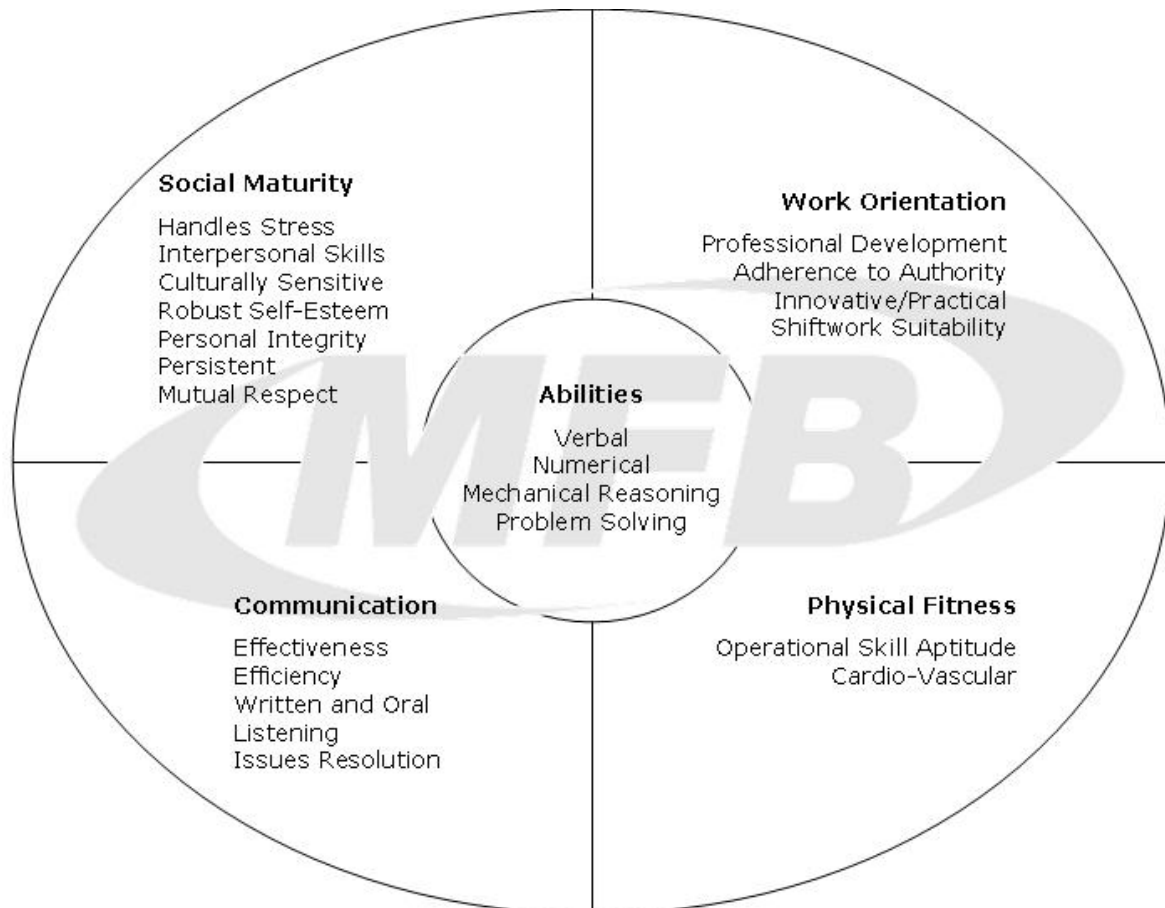 Social Maturity
Handles Stress
Interpersonal Skills
Culturally Sensitive
Robust Self-Esteem
Personal Integrity
Persistent
Mutual Respect
Work Orientation
Professional Development
Adherence to Authority
Innovative/Practical
Shiftwork Suitability
MFB
Abilities
Verbal
Numerical
Mechanical Reasoning
Problem Solving
Communication
Effectiveness
Efficiency
Written and Oral
Listening
Issues Resolution
Physical Fitness
Operational Skill Aptitude
Cardio-Vascular